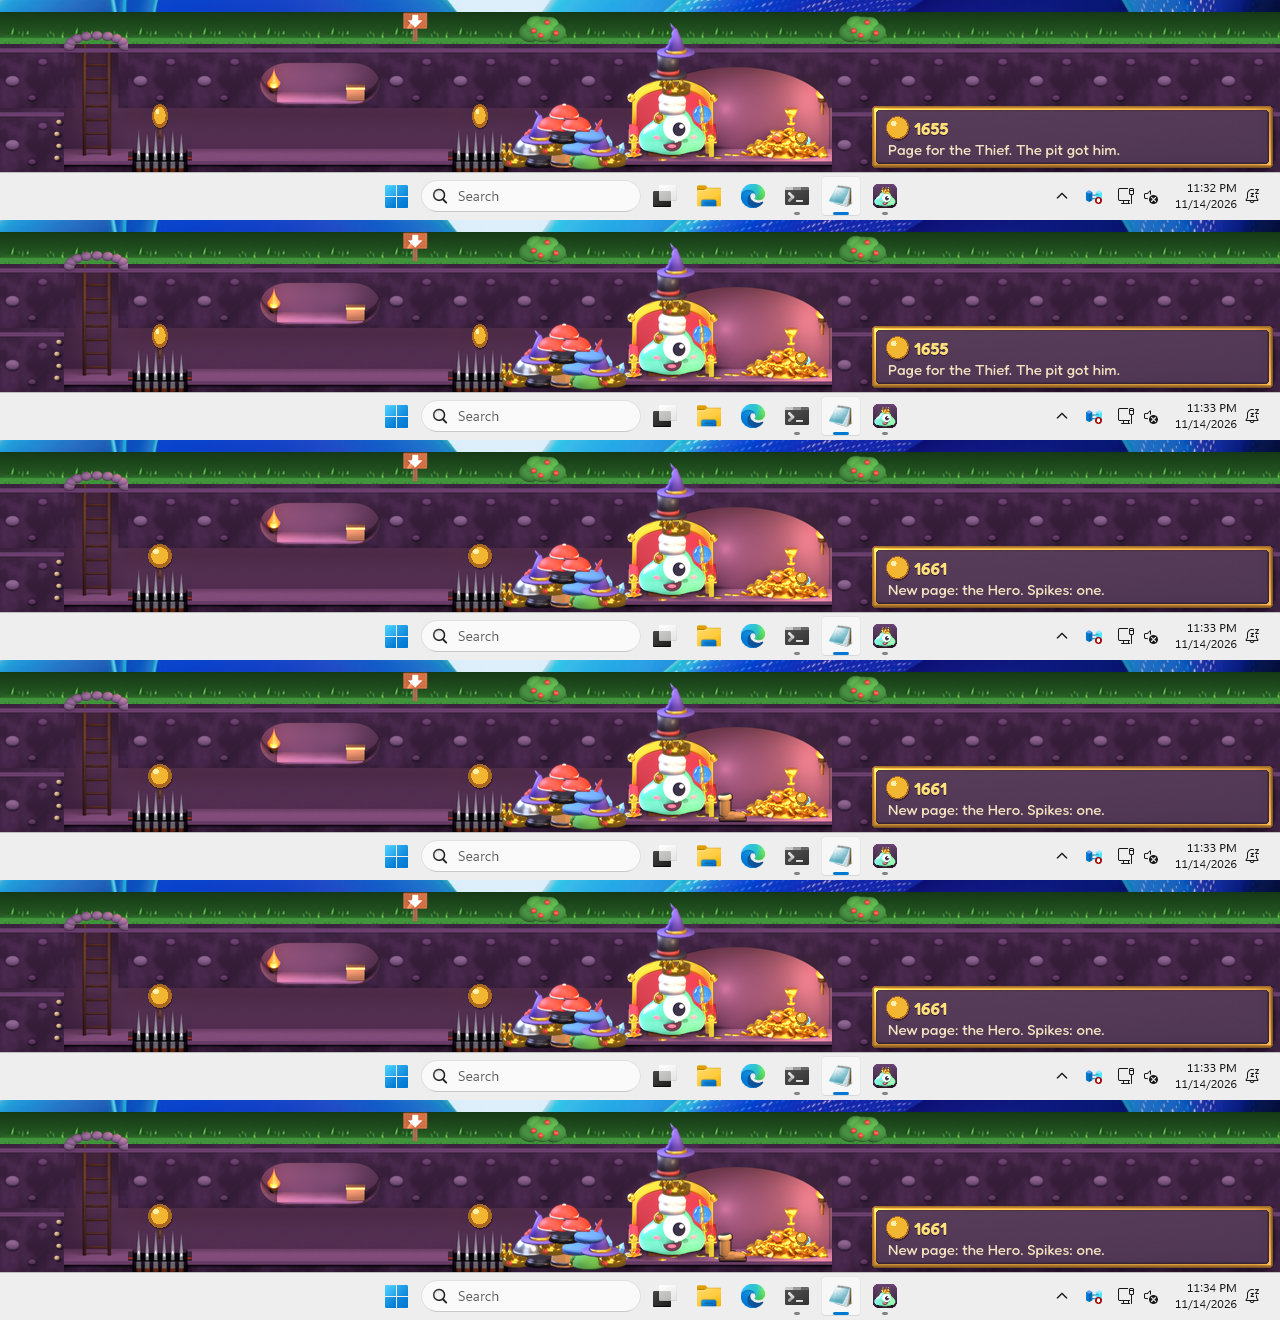 1655
Page for the Thief. The pit got him.
Search
11:32 PM
11/14/2026
1655
Page for the Thief. The pit got him.
Search
11:33 PM
11/14/2026
1661
New page: the Hero. Spikes: one.
Search
11:33 PM
11/14/2026
1661
New page: the Hero. Spikes: one.
Search
11:33 PM
11/14/2026
1661
New page: the Hero. Spikes: one.
Search
11:33 PM
11/14/2026
1661
New page: the Hero. Spikes: one.
Search
11:34 PM
11/14/2026